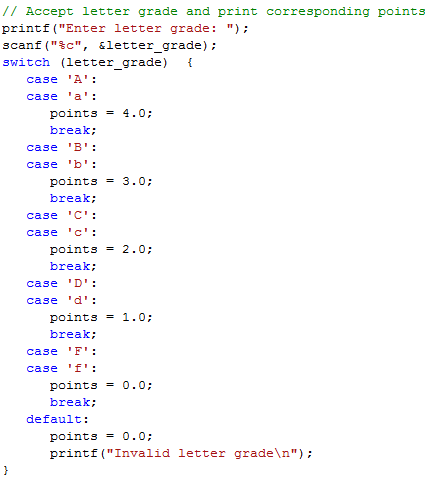 // Accept letter grade and print corresponding points
printf("Enter letter grade: ");
scanf("%c", &letter_grade);
switch (letter_grade)  {
   case 'A':
   case 'a':
      points = 4.0;
      break;
   case 'B':
   case 'b':
      points = 3.0;
      break;
   case 'C':
   case 'c':
      points = 2.0;
      break;
   case 'D':
   case 'd':
      points = 1.0;
      break;
   case 'F':
   case 'f':
      points = 0.0;
      break;
   default:
      points = 0.0;
      printf("Invalid letter grade\n");
}